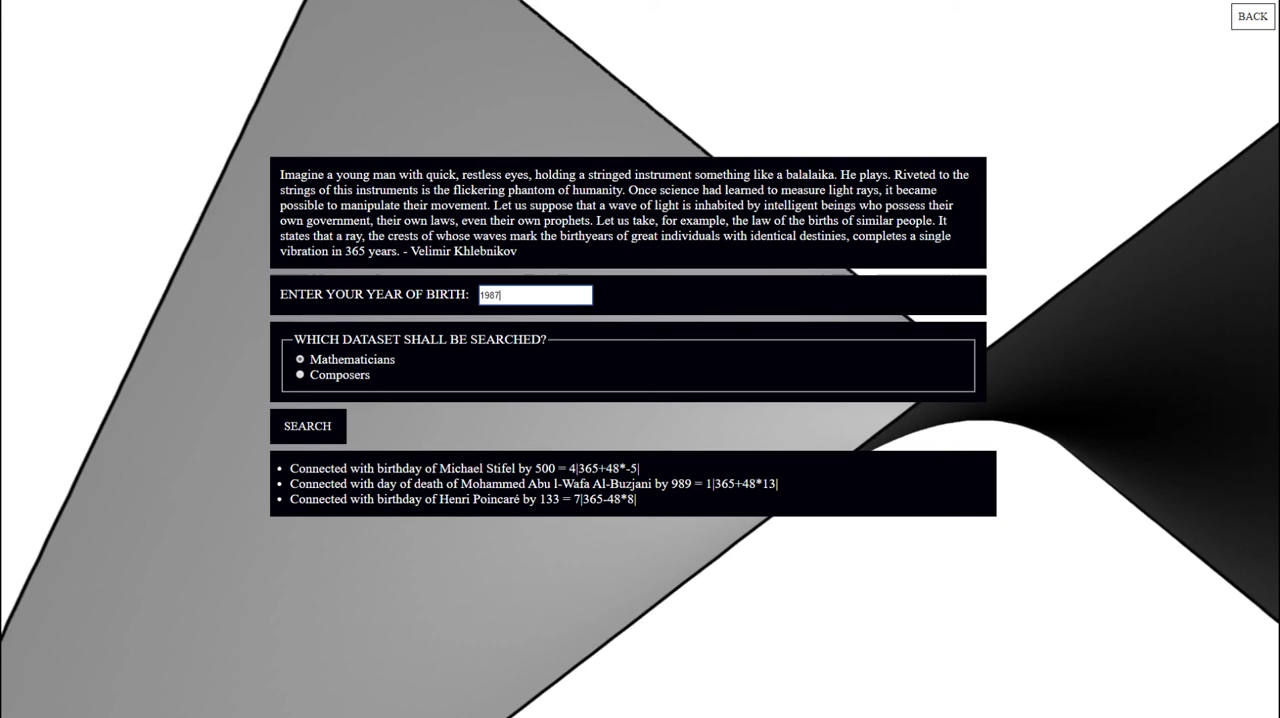 BACK
Imagine a young man with quick, restless eyes, holding a stringed instrument something like a balalaika. He plays. Riveted to the
strings of this instruments is the flickering phantom of humanity. Once science had learned to measure light rays, it became
possible to manipulate their movement. Let us suppose that a wave of light is inhabited by intelligent beings who possess their
own government, their own laws, even their own prophets. Let us take, for example, the law of the births of similar people. It
states that a ray, the crests of whose waves mark the birthyears of great individuals with identical destinies, completes a single
vibration in 365 years. - Velimir Khlebnikov
ENTER YOUR YEAR OF BIRTH: 1987
WHICH DATASET SHALL BE SEARCHED?
Mathematicians
Composers
SEARCH
• Connected with birthday of Michael Stifel by 500 = 4|365+48*-5|
• Connected with day of death of Mohammed Abu l-Wafa Al-Buzjani by 989 = 1|365+48*13|
• Connected with birthday of Henri Poincaré by 133 = 7|365-48*8|